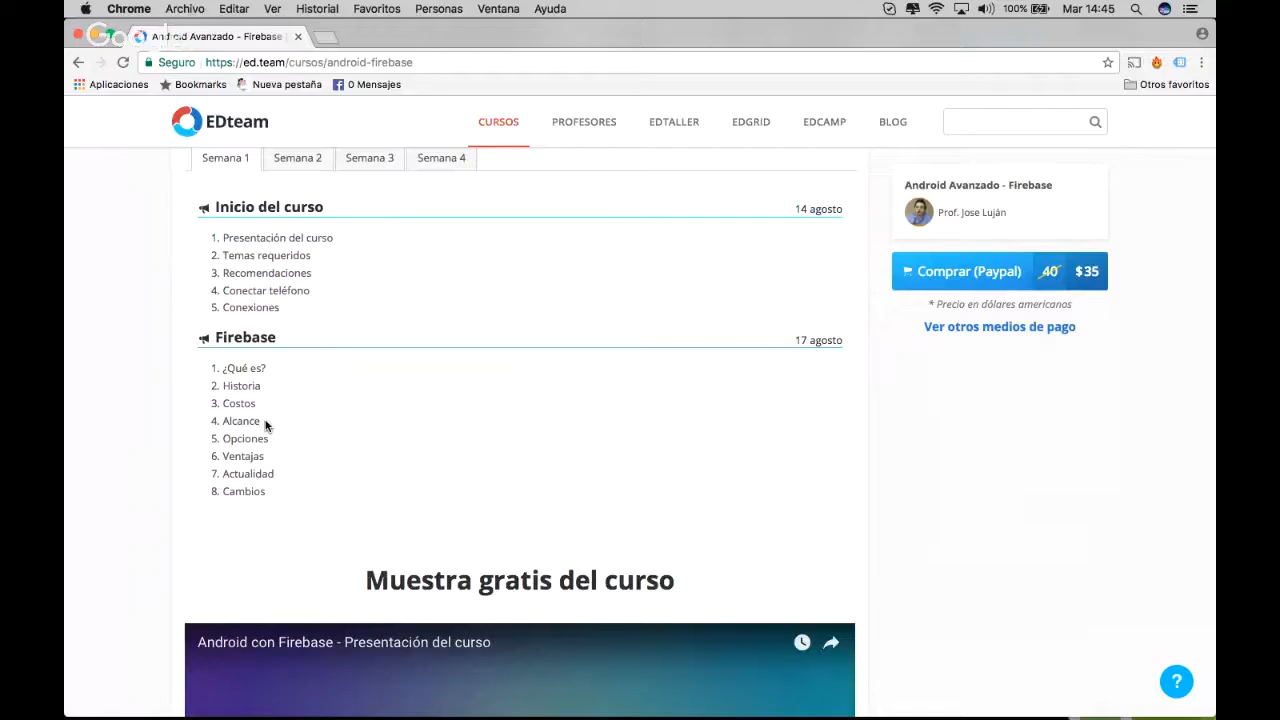 Chrome Archivo Editar Ver Historial Favoritos Personas Ventana Ayuda 100% Mar 14:45
Android Avanzado - Firebase
Seguro https://ed.team/cursos/android-firebase
Aplicaciones Bookmarks Nueva pestaña 0 Mensajes Otros favoritos
EDteam CURSOS PROFESORES EDTALLER EDGRID EDCAMP BLOG
Semana 1 Semana 2 Semana 3 Semana 4
Inicio del curso 14 agosto
1. Presentación del curso
2. Temas requeridos
3. Recomendaciones
4. Conectar teléfono
5. Conexiones
Firebase 17 agosto
1. ¿Qué es?
2. Historia
3. Costos
4. Alcance
5. Opciones
6. Ventajas
7. Actualidad
8. Cambios
Android Avanzado - Firebase
Prof. Jose Luján
Comprar (Paypal) 40 $35
* Precio en dólares americanos
Ver otros medios de pago
Muestra gratis del curso
Android con Firebase - Presentación del curso
?